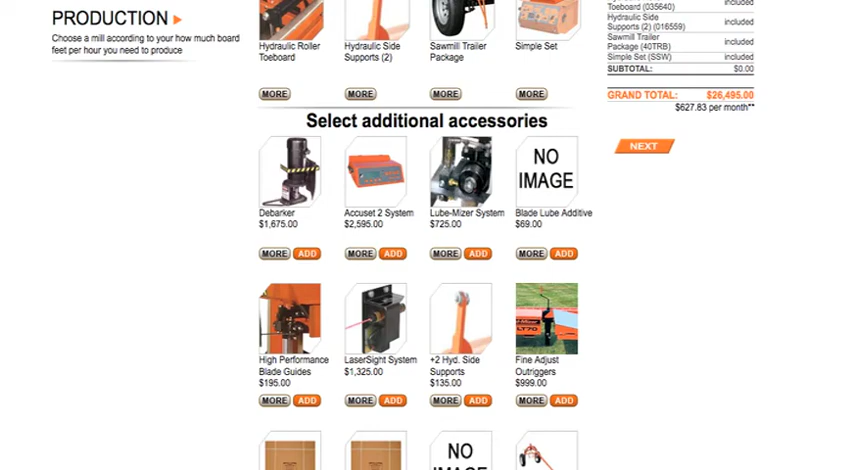 PRODUCTION
Choose a mill according to your how much board
feet per hour you need to produce
Hydraulic Roller
Toeboard
MORE
Hydraulic Side
Supports (2)
MORE
Sawmill Trailer
Package
MORE
Simple Set
MORE
Select additional accessories
Debarker
$1,675.00
MORE ADD
Accuset 2 System
$2,595.00
MORE ADD
Lube-Mizer System
$725.00
MORE ADD
NO
IMAGE
Blade Lube Additive
$69.00
MORE ADD
High Performance
Blade Guides
$195.00
MORE ADD
LaserSight System
$1,325.00
MORE ADD
+2 Hyd. Side
Supports
$135.00
MORE ADD
LT70
Fine Adjust
Outriggers
$999.00
MORE ADD
NO
IMAGE
Toeboard (035640) included
Hydraulic Side
Supports (2) (016559) included
Sawmill Trailer
Package (40TRB) included
Simple Set (SSW) included
SUBTOTAL: $0.00
GRAND TOTAL: $26,495.00
$627.83 per month**
NEXT